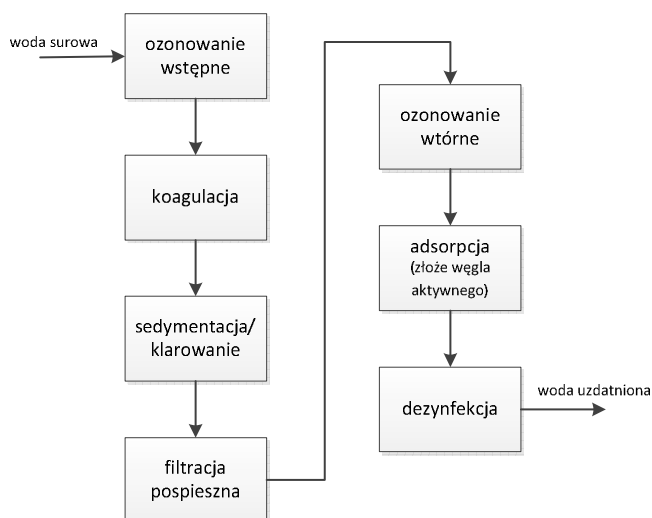 woda surowa
ozonowanie
wstępne
koagulacja
sedymentacja/
klarowanie
filtracja
pospieszna
ozonowanie
wtórne
adsorpcja
(złoże węgla
aktywnego)
dezynfekcja
woda uzdatniona